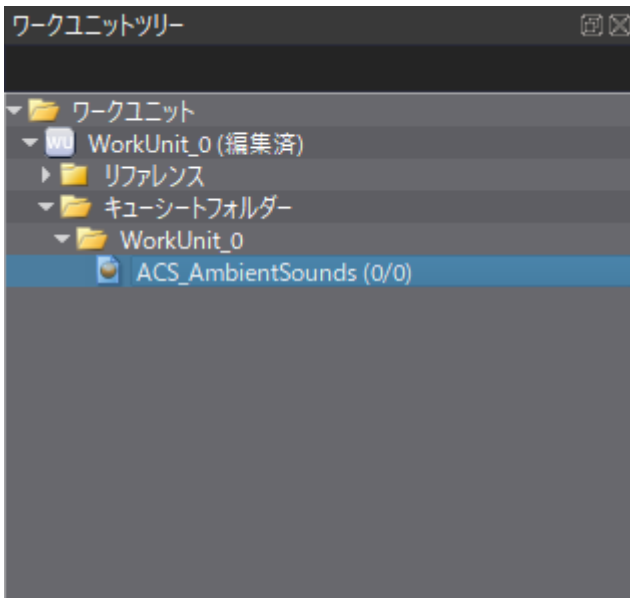 ワークユニットツリー
ワークユニット
WU WorkUnit_0 (編集済)
リファレンス
キューシートフォルダー
WorkUnit_0
ACS_AmbientSounds (0/0)